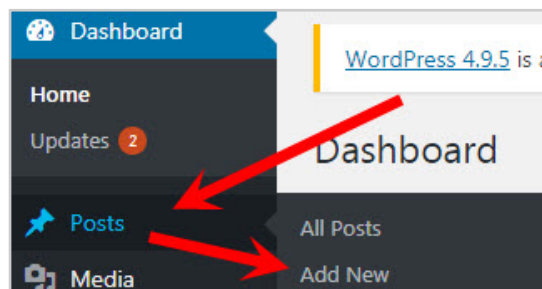 Dashboard
WordPress 4.9.5 is
Home
Updates 2
Dashboard
Posts
All Posts
Media
Add New